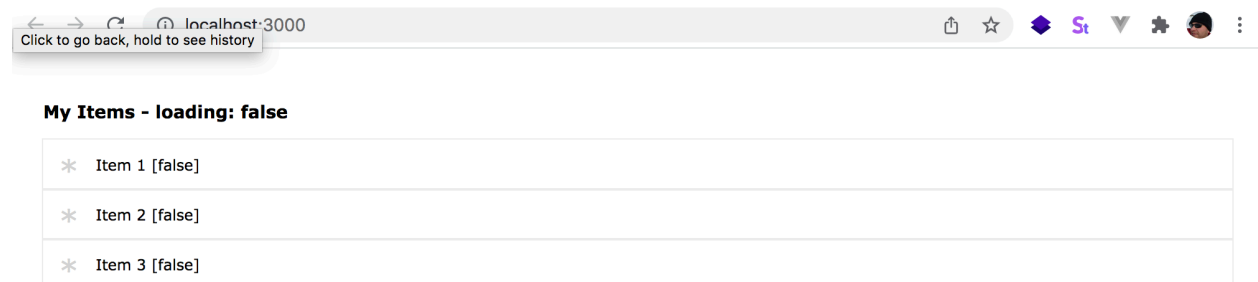 localhost:3000
St
Click to go back, hold to see history
My Items - loading: false
Item 1 [false]
Item 2 [false]
Item 3 [false]